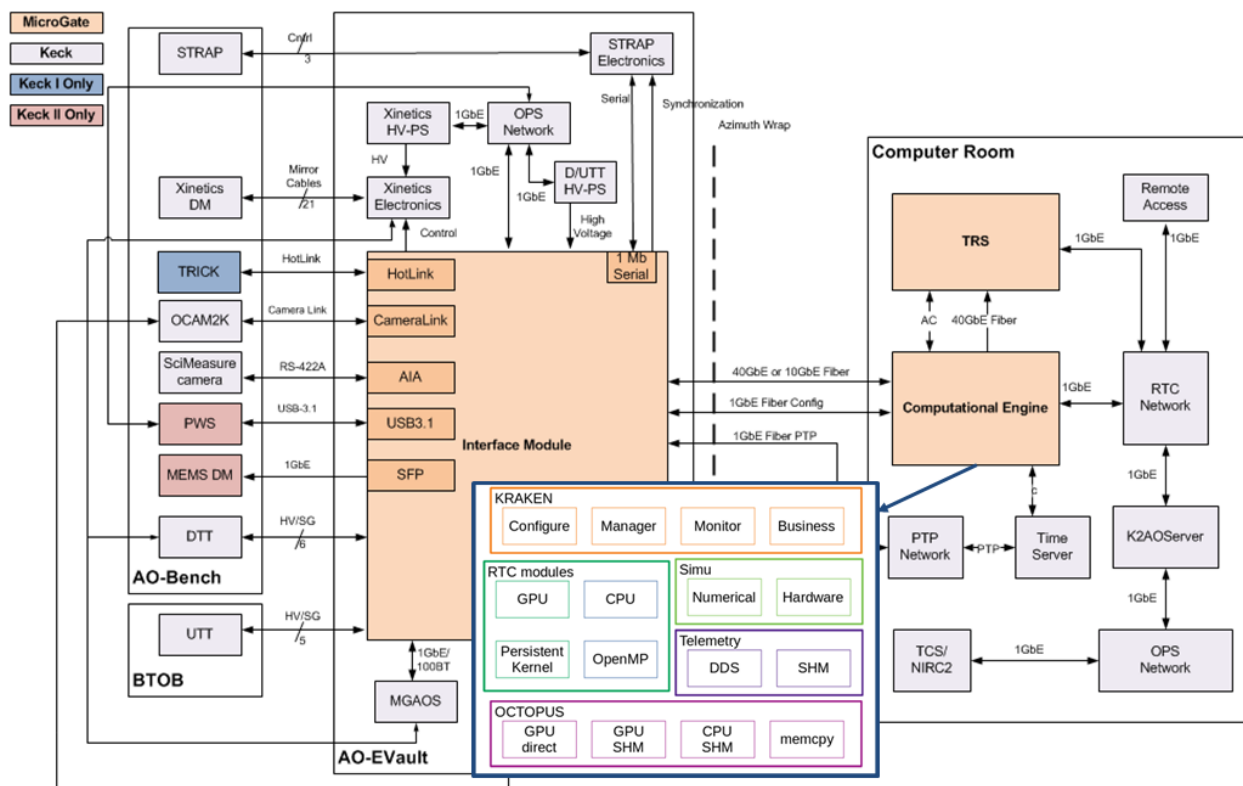 MicroGate
Keck
Keck I Only
Keck II Only
STRAP
Cntrl
3
STRAP
Electronics
Serial
Synchronization
Azimuth Wrap
Xinetics
HV-PS
1GbE
OPS
Network
HV
1GbE
1GbE
D/UTT
HV-PS
Xinetics
DM
Mirror
Cables
21
Xinetics
Electronics
Control
High
Voltage
TRICK
HotLink
HotLink
1 Mb
Serial
OCAM2K
Camera Link
CameraLink
SciMeasure
camera
RS-422A
AIA
PWS
USB-3.1
USB3.1
Interface Module
MEMS DM
1GbE
SFP
DTT
HV/SG
6
AO-Bench
UTT
HV/SG
5
BTOB
1GbE/
100BT
MGAOS
AO-EVault
40GbE or 10GbE Fiber
1GbE Fiber Config
1GbE Fiber PTP
Computer Room
TRS
Remote
Access
1GbE
1GbE
AC
40GbE Fiber
Computational Engine
1GbE
RTC
Network
1GbE
PTP
Network
PTP
Time
Server
K2AOServer
1GbE
TCS/
NIRC2
1GbE
OPS
Network
KRAKEN
Configure
Manager
Monitor
Business
RTC modules
GPU
CPU
Persistent
Kernel
OpenMP
Simu
Numerical
Hardware
Telemetry
DDS
SHM
OCTOPUS
GPU
direct
GPU
SHM
CPU
SHM
memcpy